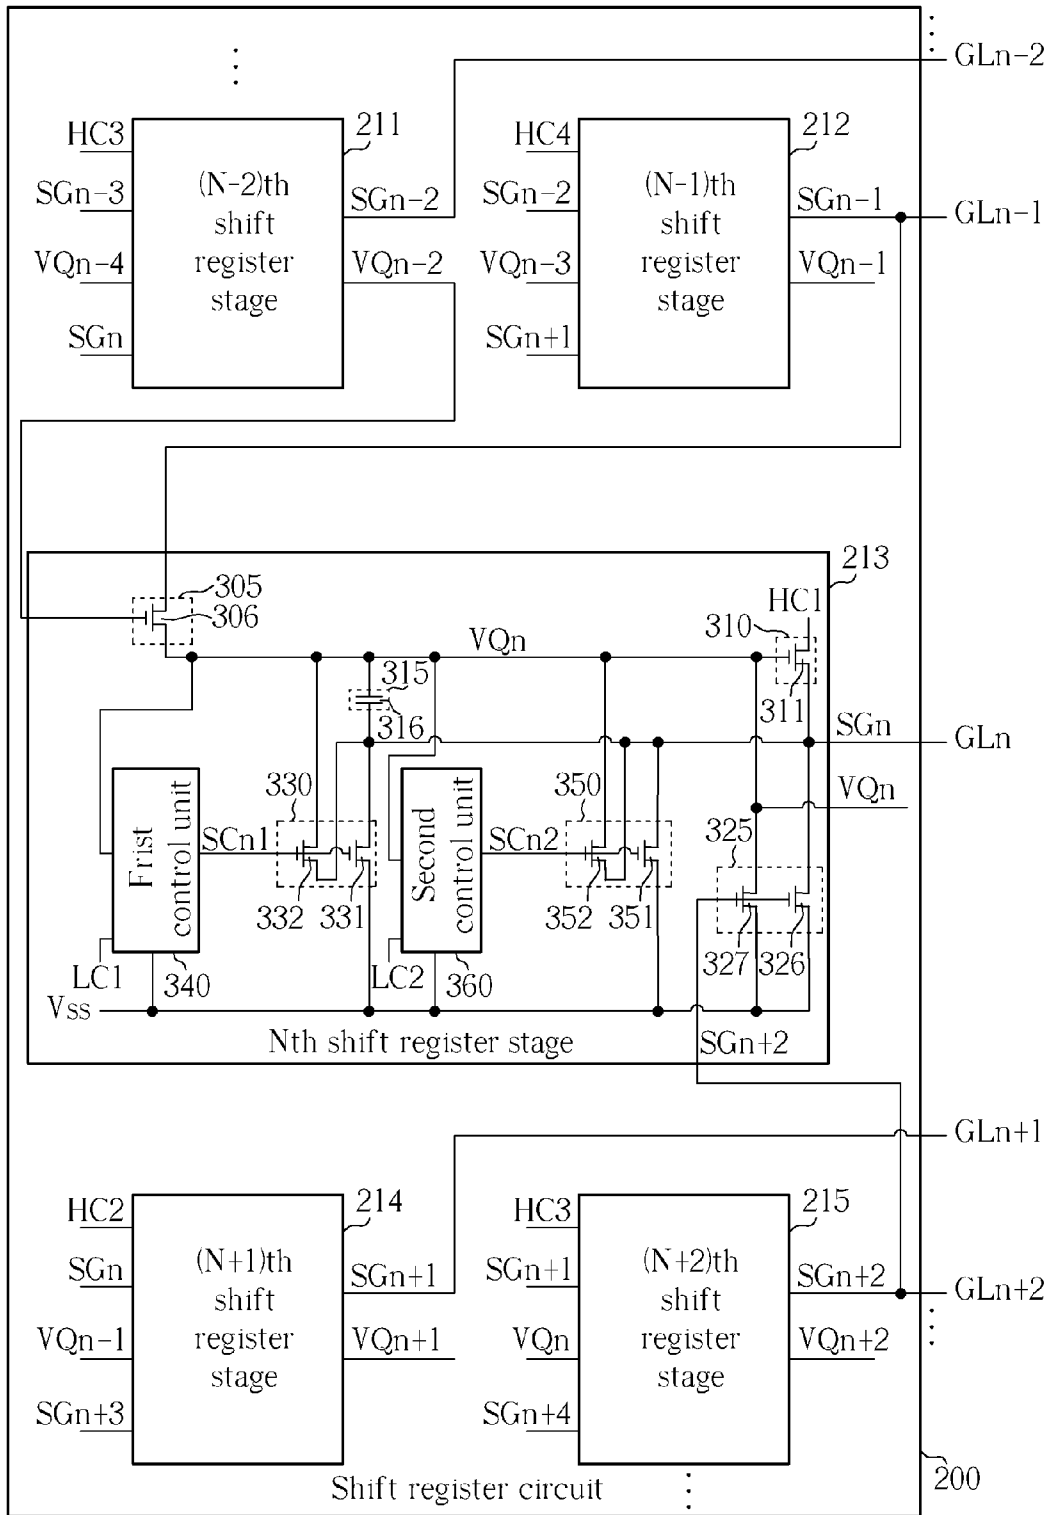 GLn-2
HC3
211
HC4
212
(N-2)th
shift
register
stage
(N-1)th
shift
register
stage
SGn-3
SGn-2
SGn-2
SGn-1
GLn-1
VQn-4
VQn-2
VQn-3
VQn-1
SGn
SGn+1
213
305
306
HC1
310
VQn
315
316
311
SGn
GLn
VQn
330
350
325
Frist
control unit
SCn1
Second
control unit
SCn2
332
331
352
351
327
326
LC1
340
LC2
360
Vss
Nth shift register stage
SGn+2
GLn+1
HC2
214
HC3
215
(N+1)th
shift
register
stage
(N+2)th
shift
register
stage
SGn
SGn+1
SGn+1
SGn+2
GLn+2
VQn-1
VQn+1
VQn
VQn+2
SGn+3
SGn+4
Shift register circuit
200